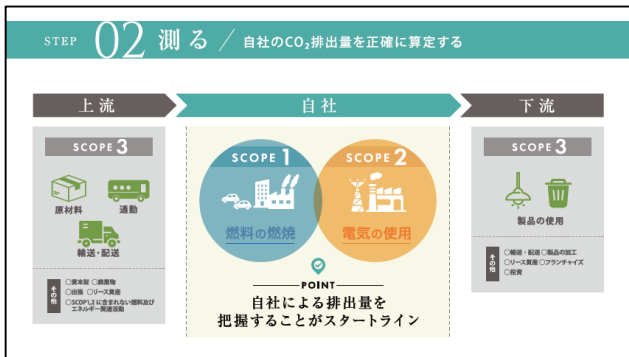 STEP 02 測る / 自社のCO₂排出量を正確に算定する
上流
自社
下流
SCOPE 3
原材料
通勤
輸送・配送
その他
○資本財 ○廃棄物
○出張 ○リース資産
○SCOP1,2に含まれない燃料及び
エネルギー関連活動
SCOPE 1
燃料の燃焼
SCOPE 2
電気の使用
POINT
自社による排出量を
把握することがスタートライン
SCOPE 3
製品の使用
その他
○輸送・配送 ○製品の加工
○リース資産 ○フランチャイズ
○投資